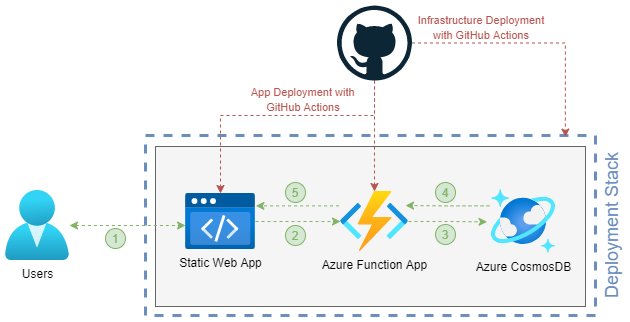 Infrastructure Deployment
with GitHub Actions
App Deployment with
GitHub Actions
5
4
1
2
3
Users
Static Web App
Azure Function App
Azure CosmosDB
Deployment Stack